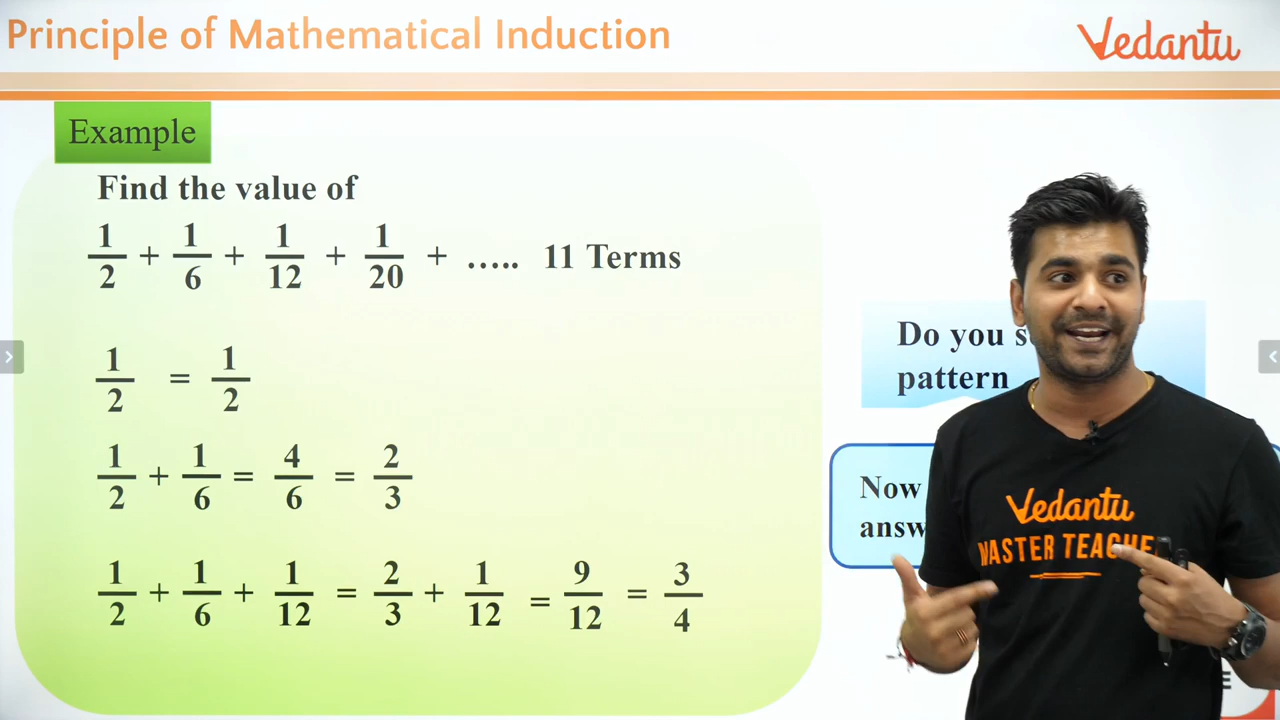 Principle of Mathematical Induction
Vedantu
Example
Find the value of
1/2 + 1/6 + 1/12 + 1/20 + ..... 11 Terms
1/2 = 1/2
1/2 + 1/6 = 4/6 = 2/3
1/2 + 1/6 + 1/12 = 2/3 + 1/12 = 9/12 = 3/4
Do you
pattern
Now
Vedantu
MASTER